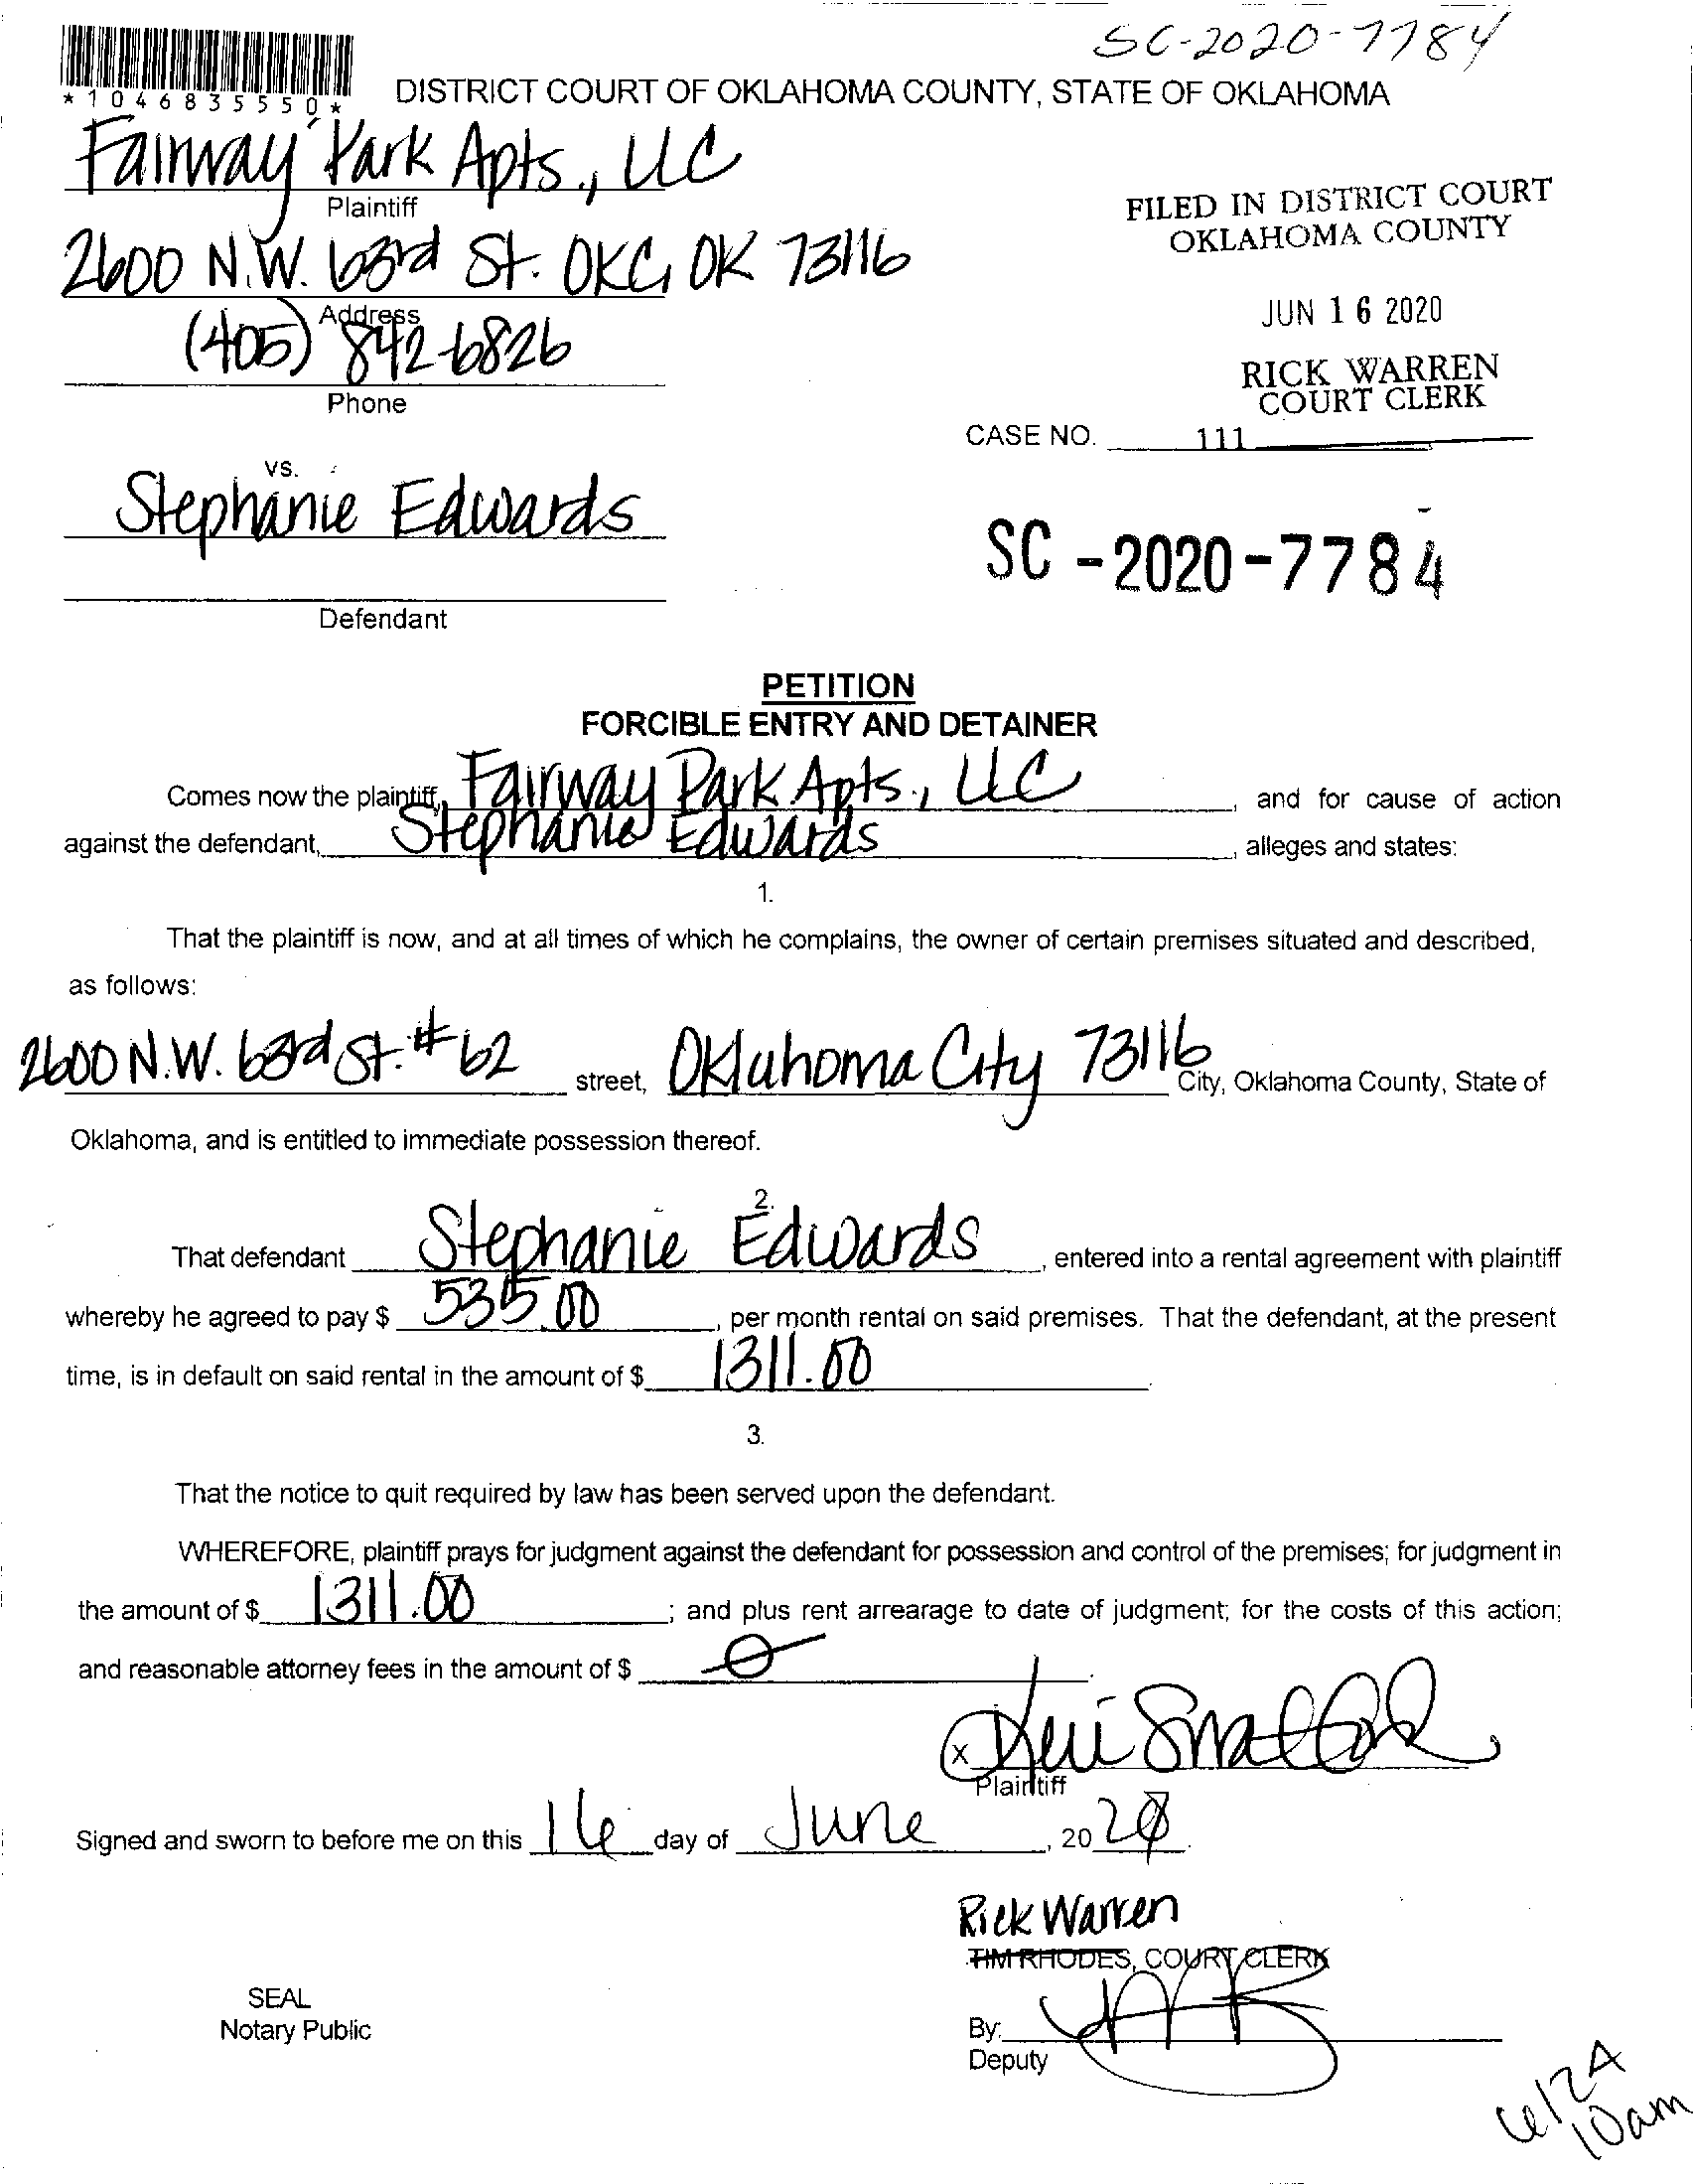 SC-2020-7784
*1046835550*
DISTRICT COURT OF OKLAHOMA COUNTY, STATE OF OKLAHOMA
Fairway Park Apts., LLC
Plaintiff
FILED IN DISTRICT COURT
OKLAHOMA COUNTY
2600 N.W. 63rd St. OKC, OK 73116
Address
JUN 16 2020
(405) 842-6826
Phone
RICK WARREN
COURT CLERK
CASE NO. 111
vs.
Stephanie Edwards
SC-2020-7784
Defendant
PETITION
FORCIBLE ENTRY AND DETAINER
Comes now the plaintiff, Fairway Park Apts., LLC, and for cause of action
against the defendant, Stephanie Edwards, alleges and states:
1.
That the plaintiff is now, and at all times of which he complains, the owner of certain premises situated and described,
as follows:
2600 N.W. 63rd St. #62 street, Oklahoma City 73116 City, Oklahoma County, State of
Oklahoma, and is entitled to immediate possession thereof.
2.
That defendant Stephanie Edwards, entered into a rental agreement with plaintiff
whereby he agreed to pay $ 535.00, per month rental on said premises. That the defendant, at the present
time, is in default on said rental in the amount of $ 1311.00.
3.
That the notice to quit required by law has been served upon the defendant.
WHEREFORE, plaintiff prays for judgment against the defendant for possession and control of the premises; for judgment in
the amount of $ 1311.00; and plus rent arrearage to date of judgment; for the costs of this action;
and reasonable attorney fees in the amount of $ 0.
x Keri
Plaintiff
Signed and sworn to before me on this 16 day of June, 20 20.
Rick Warren
TIM RHODES, COURT CLERK
SEAL
Notary Public
By:
Deputy
6/24
10am